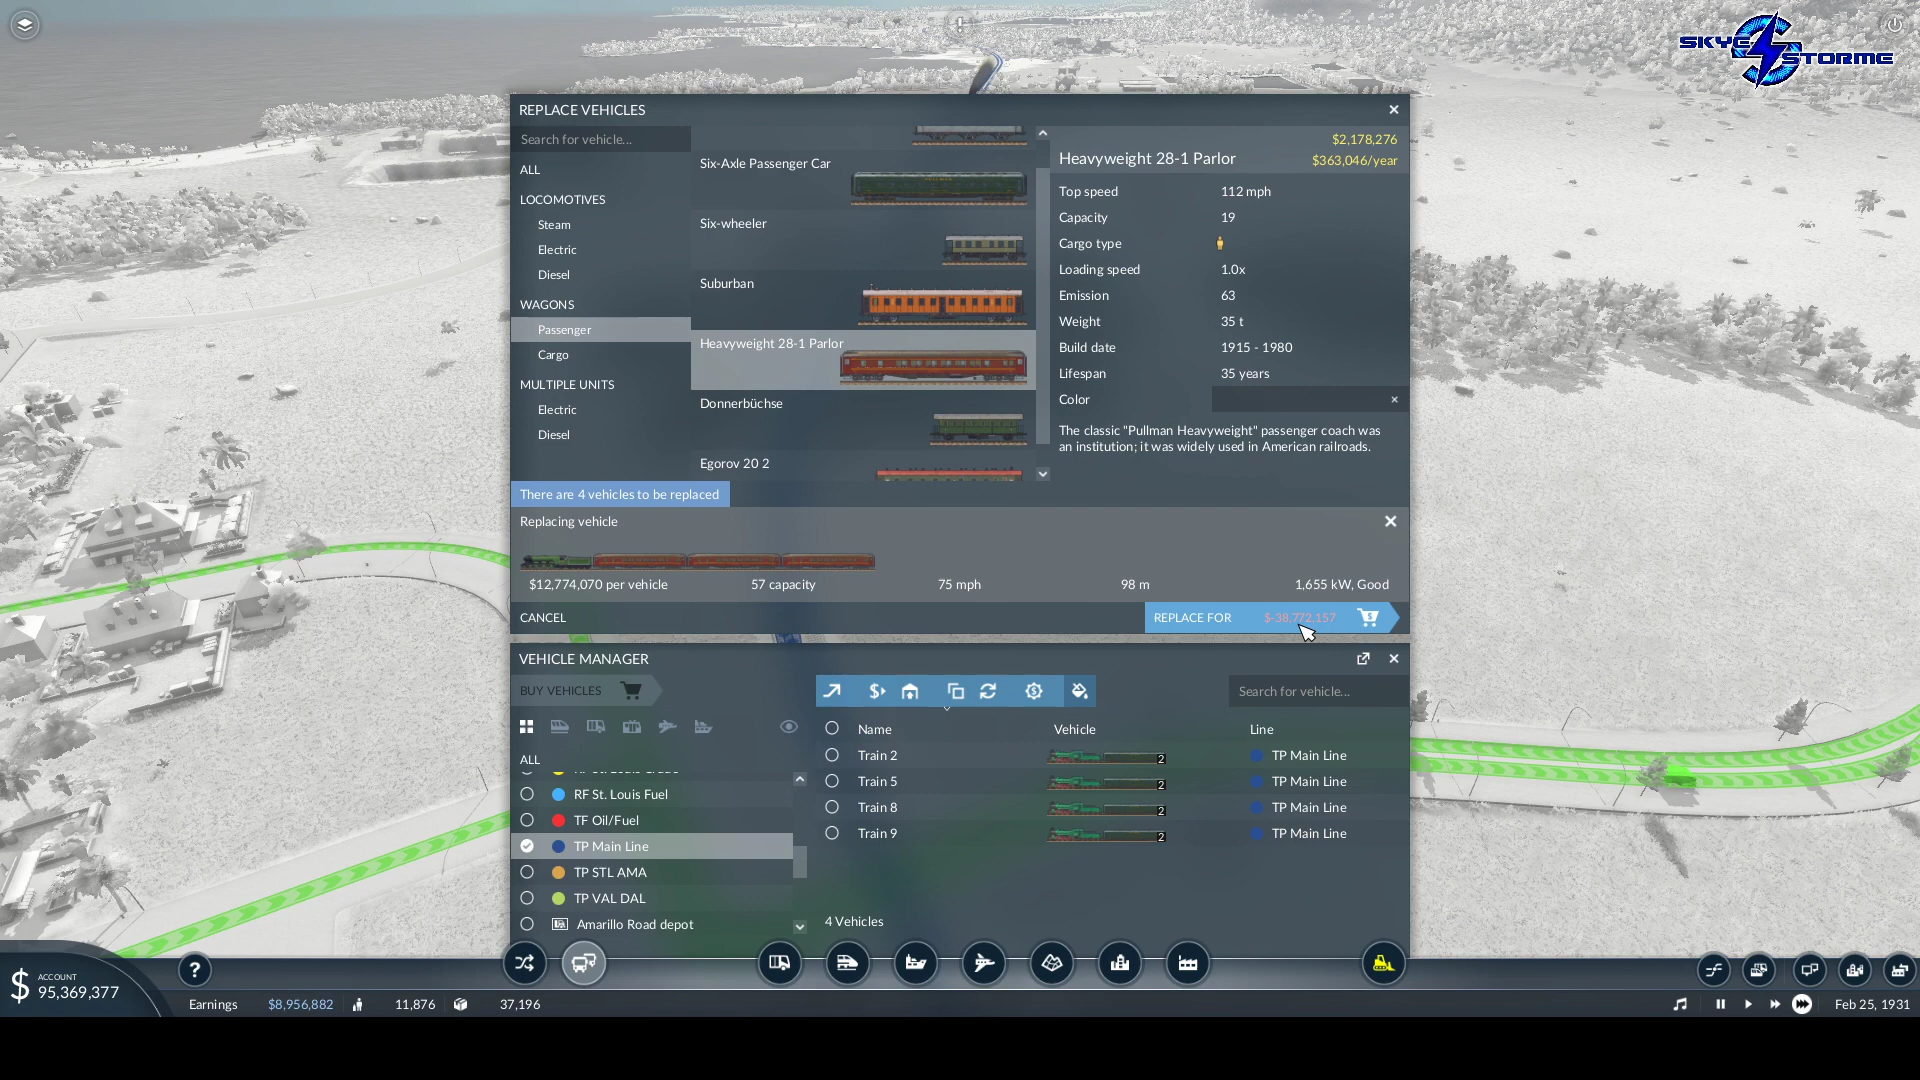 SKYE STORME
REPLACE VEHICLES
Search for vehicle...
ALL
LOCOMOTIVES
Steam
Electric
Diesel
WAGONS
Passenger
Cargo
MULTIPLE UNITS
Electric
Diesel
Six-Axle Passenger Car
Six-wheeler
Suburban
Heavyweight 28-1 Parlor
Donnerbüchse
Egorov 20 2
$2,178,276
Heavyweight 28-1 Parlor $363,046/year
Top speed 112 mph
Capacity 19
Cargo type
Loading speed 1.0x
Emission 63
Weight 35 t
Build date 1915 - 1980
Lifespan 35 years
Color
The classic "Pullman Heavyweight" passenger coach was
an institution; it was widely used in American railroads.
There are 4 vehicles to be replaced
Replacing vehicle
$12,774,070 per vehicle 57 capacity 75 mph 98 m 1,655 kW, Good
CANCEL REPLACE FOR $-38,772,157
VEHICLE MANAGER
BUY VEHICLES
Search for vehicle...
ALL
RF St. Louis Fuel
TF Oil/Fuel
TP Main Line
TP STL AMA
TP VAL DAL
Amarillo Road depot
Name Vehicle Line
Train 2 2 TP Main Line
Train 5 2 TP Main Line
Train 8 2 TP Main Line
Train 9 2 TP Main Line
4 Vehicles
$ ACCOUNT
95,369,377
?
Earnings $8,956,882 11,876 37,196
Feb 25, 1931